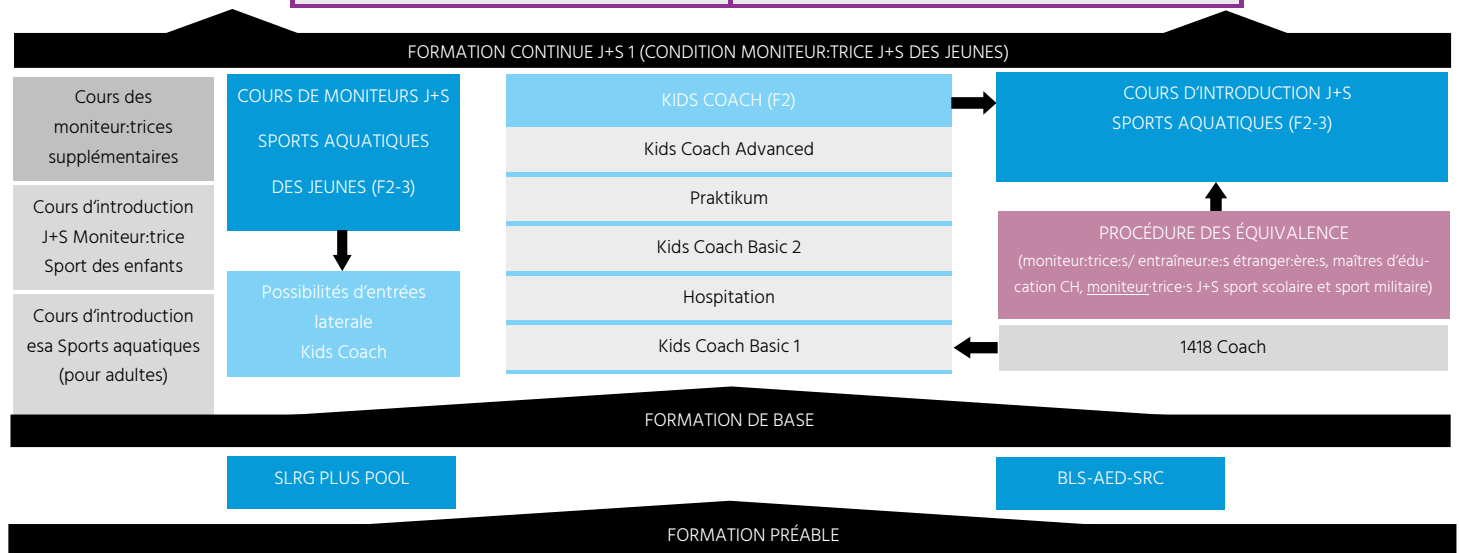 FORMATION CONTINUE J+S 1 (CONDITION MONITEUR:TRICE J+S DES JEUNES)
Cours des
moniteur:trices
supplémentaires
Cours d‘introduction
J+S Moniteur:trice
Sport des enfants
Cours d‘introduction
esa Sports aquatiques
(pour adultes)
COURS DE MONITEURS J+S
SPORTS AQUATIQUES
DES JEUNES (F2-3)
Possibilités d‘entrées
laterale
Kids Coach
KIDS COACH (F2)
Kids Coach Advanced
Praktikum
Kids Coach Basic 2
Hospitation
Kids Coach Basic 1
COURS D‘INTRODUCTION J+S
SPORTS AQUATIQUES (F2-3)
PROCÉDURE DES ÉQUIVALENCE
(moniteur:trice:s/ entraîneur:e:s étranger:ère:s, maîtres d‘édu-
cation CH, moniteur·trice·s J+S sport scolaire et sport militaire)
1418 Coach
FORMATION DE BASE
SLRG PLUS POOL
BLS-AED-SRC
FORMATION PRÉABLE